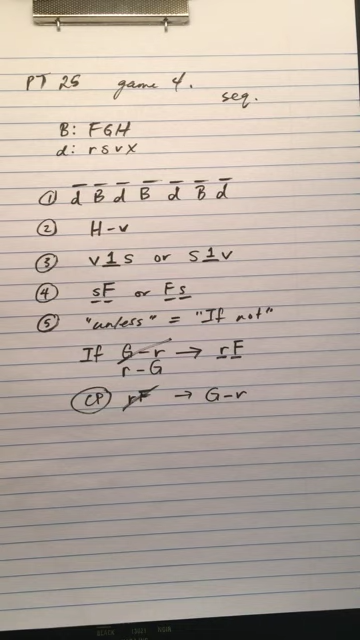 PT 25 game 4. seq.
B: FGH
d: rsvx
① d B d B d B d
② H-v
③ v 1 s or s 1 v
④ sF or Fs
⑤ "unless" = "If not"
If G-r → rF
r-G
CP rF → G-r